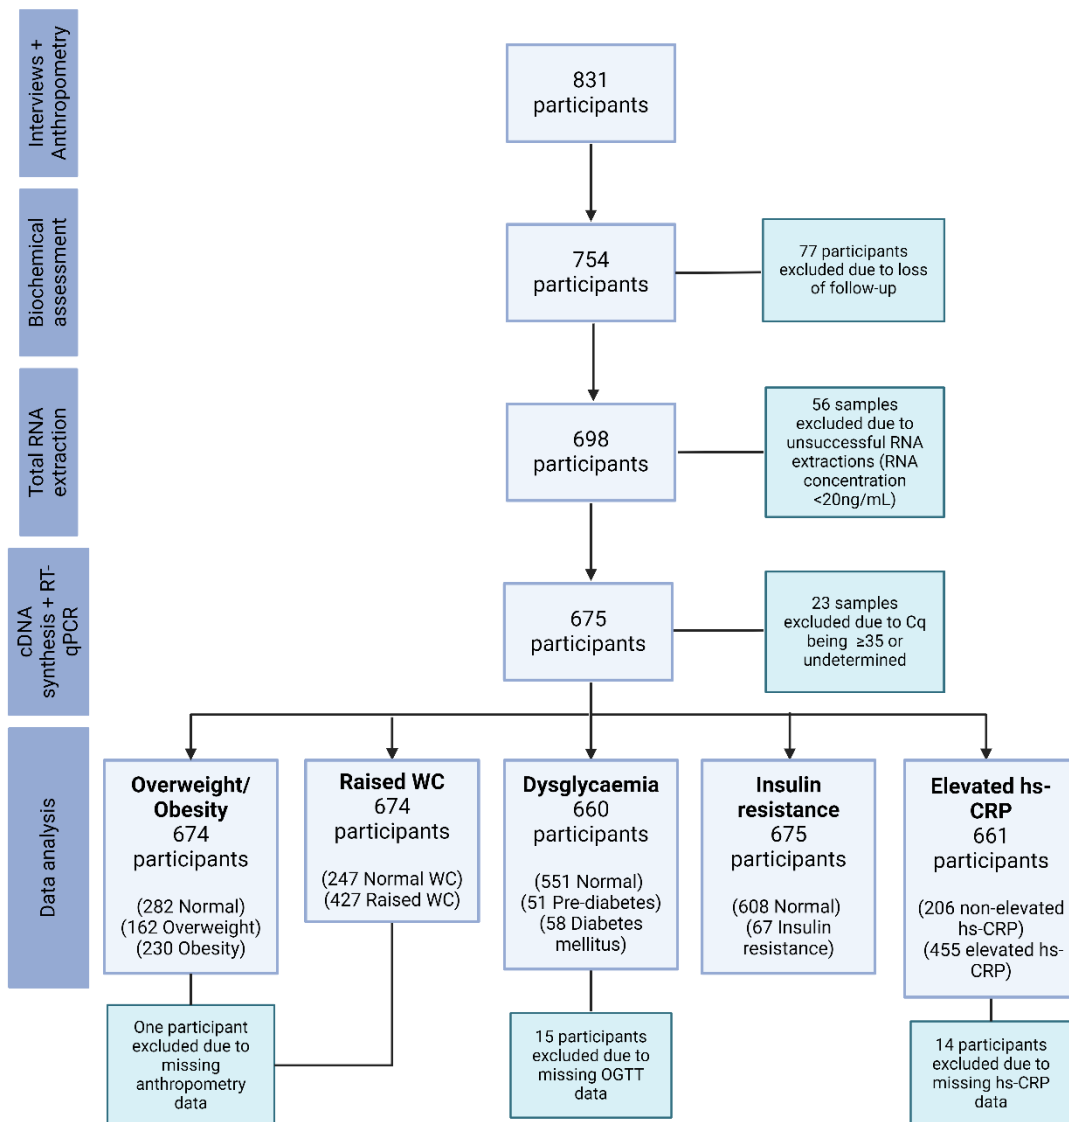 Interviews +
Anthropometry
831
participants
Biochemical
assessment
754
participants
77 participants
excluded due to loss
of follow-up
Total RNA
extraction
698
participants
56 samples
excluded due to
unsuccessful RNA
extractions (RNA
concentration
<20ng/mL)
cDNA
synthesis + RT-
qPCR
675
participants
23 samples
excluded due to Cq
being ≥35 or
undetermined
Data analysis
Overweight/
Obesity
674
participants
(282 Normal)
(162 Overweight)
(230 Obesity)
Raised WC
674
participants
(247 Normal WC)
(427 Raised WC)
Dysglycaemia
660
participants
(551 Normal)
(51 Pre-diabetes)
(58 Diabetes
mellitus)
Insulin
resistance
675
participants
(608 Normal)
(67 Insulin
resistance)
Elevated hs-
CRP
661
participants
(206 non-elevated
hs-CRP)
(455 elevated hs-
CRP)
One participant
excluded due to
missing
anthropometry
data
15 participants
excluded due to
missing OGTT
data
14 participants
excluded due to
missing hs-CRP
data